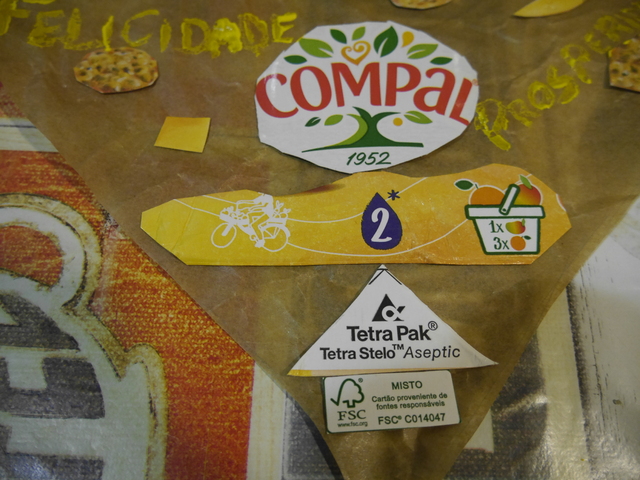 FELICIDADE
COMPAL
1952
2*
1x
3x
Tetra Pak®
Tetra Stelo™ Aseptic
FSC
www.fsc.org
MISTO
Cartão proveniente de
fontes responsáveis
FSC® C014047